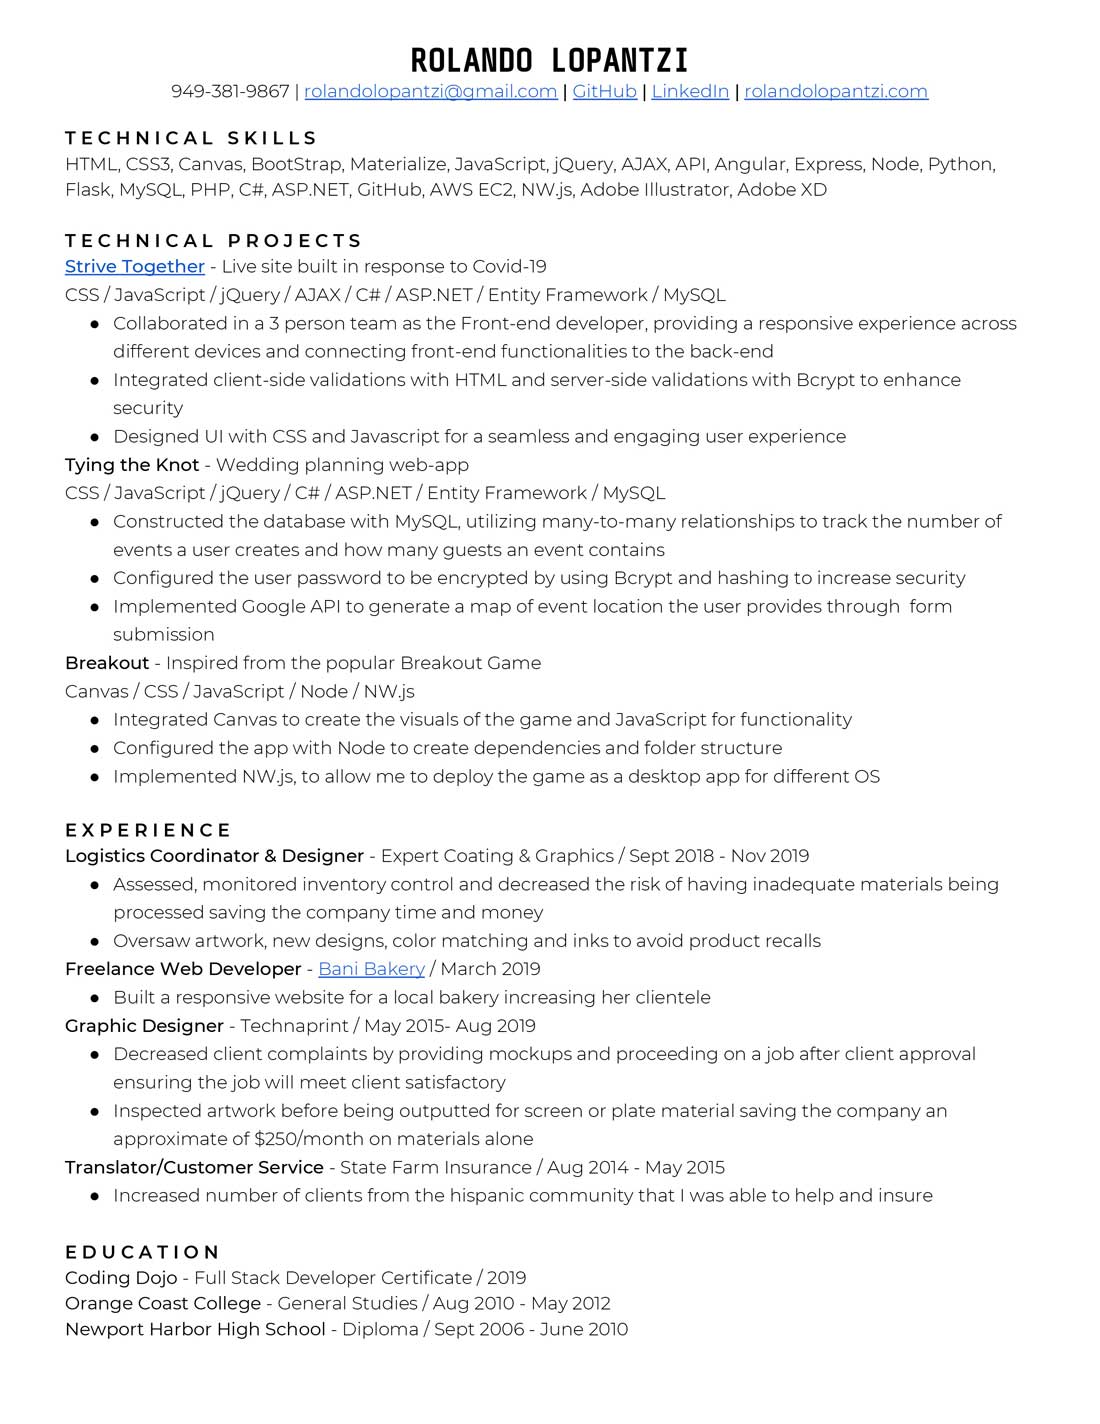 ROLANDO LOPANTZI
949-381-9867 | rolandolopantzi@gmail.com | GitHub | LinkedIn | rolandolopantzi.com
TECHNICAL SKILLS
HTML, CSS3, Canvas, BootStrap, Materialize, JavaScript, jQuery, AJAX, API, Angular, Express, Node, Python,
Flask, MySQL, PHP, C#, ASP.NET, GitHub, AWS EC2, NW.js, Adobe Illustrator, Adobe XD
TECHNICAL PROJECTS
Strive Together - Live site built in response to Covid-19
CSS / JavaScript / jQuery / AJAX / C# / ASP.NET / Entity Framework / MySQL
● Collaborated in a 3 person team as the Front-end developer, providing a responsive experience across
different devices and connecting front-end functionalities to the back-end
● Integrated client-side validations with HTML and server-side validations with Bcrypt to enhance
security
● Designed UI with CSS and Javascript for a seamless and engaging user experience
Tying the Knot - Wedding planning web-app
CSS / JavaScript / jQuery / C# / ASP.NET / Entity Framework / MySQL
● Constructed the database with MySQL, utilizing many-to-many relationships to track the number of
events a user creates and how many guests an event contains
● Configured the user password to be encrypted by using Bcrypt and hashing to increase security
● Implemented Google API to generate a map of event location the user provides through  form
submission
Breakout - Inspired from the popular Breakout Game
Canvas / CSS / JavaScript / Node / NW.js
● Integrated Canvas to create the visuals of the game and JavaScript for functionality
● Configured the app with Node to create dependencies and folder structure
● Implemented NW.js, to allow me to deploy the game as a desktop app for different OS
EXPERIENCE
Logistics Coordinator & Designer - Expert Coating & Graphics / Sept 2018 - Nov 2019
● Assessed, monitored inventory control and decreased the risk of having inadequate materials being
processed saving the company time and money
● Oversaw artwork, new designs, color matching and inks to avoid product recalls
Freelance Web Developer - Bani Bakery / March 2019
● Built a responsive website for a local bakery increasing her clientele
Graphic Designer - Technaprint / May 2015- Aug 2019
● Decreased client complaints by providing mockups and proceeding on a job after client approval
ensuring the job will meet client satisfactory
● Inspected artwork before being outputted for screen or plate material saving the company an
approximate of $250/month on materials alone
Translator/Customer Service - State Farm Insurance / Aug 2014 - May 2015
● Increased number of clients from the hispanic community that I was able to help and insure
EDUCATION
Coding Dojo - Full Stack Developer Certificate / 2019
Orange Coast College - General Studies / Aug 2010 - May 2012
Newport Harbor High School - Diploma / Sept 2006 - June 2010